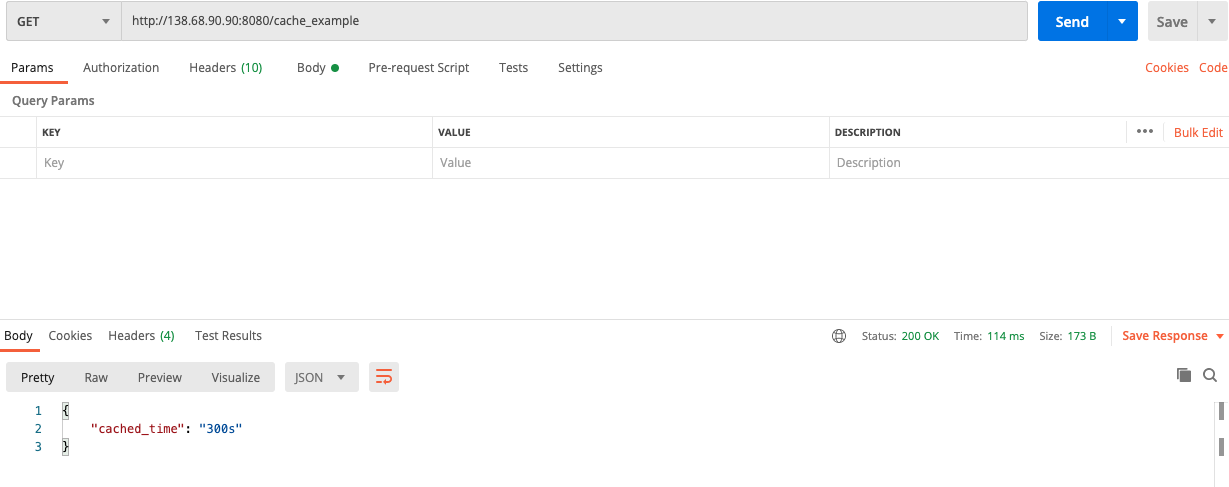 GET http://138.68.90.90:8080/cache_example Send Save
Params Authorization Headers (10) Body Pre-request Script Tests Settings Cookies Code
Query Params
KEY VALUE DESCRIPTION ••• Bulk Edit
Key Value Description
Body Cookies Headers (4) Test Results Status: 200 OK Time: 114 ms Size: 173 B Save Response
Pretty Raw Preview Visualize JSON
1 {
2 "cached_time": "300s"
3 }